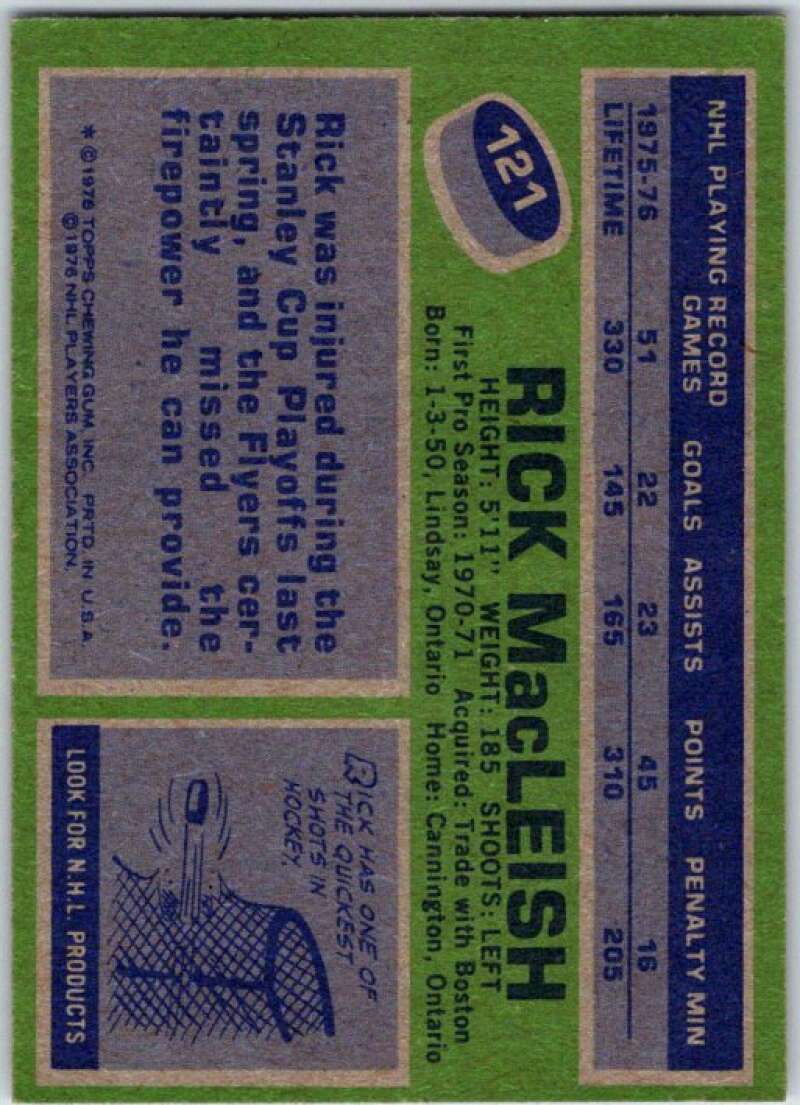 NHL PLAYING RECORD
GAMES GOALS ASSISTS POINTS PENALTY MIN
1975-76 51 22 23 45 16
LIFETIME 330 145 165 310 205
121
RICK MacLEISH
HEIGHT: 5'11" WEIGHT: 185 SHOOTS: LEFT
First Pro Season: 1970-71 Acquired: Trade with Boston
Born: 1-3-50, Lindsay, Ontario Home: Cannington, Ontario
Rick was injured during the
Stanley Cup Playoffs last
spring, and the Flyers cer-
tainly missed the
firepower he can provide.
* © 1976 TOPPS CHEWING GUM, INC. PRTD. IN U.S.A.
© 1976 NHL PLAYERS ASSOCIATION.
RICK HAS ONE OF
THE QUICKEST
SHOTS IN
HOCKEY.
LOOK FOR N.H.L. PRODUCTS